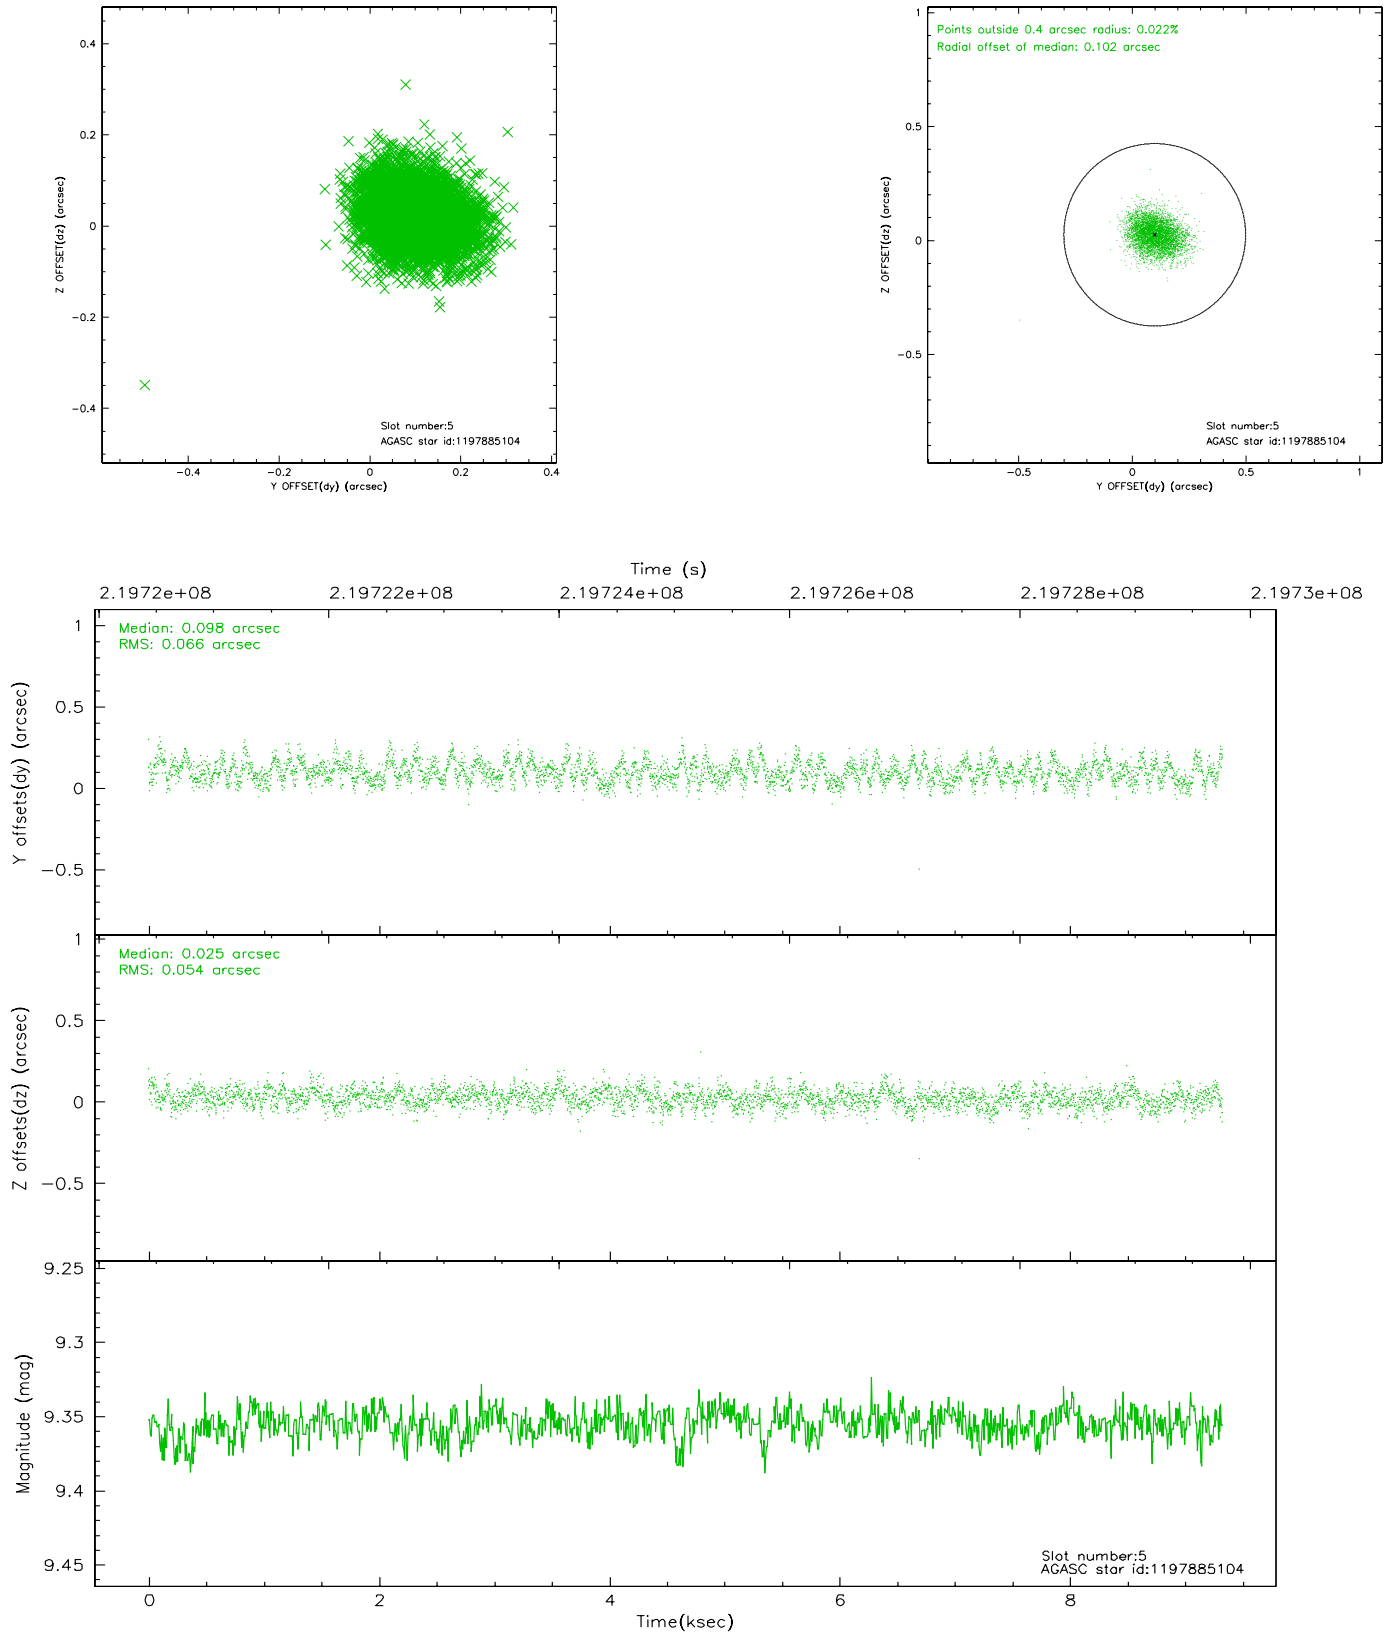 0.4
0.2
0
−0.2
−0.4
Z OFFSET(dz) (arcsec)
Slot number:5
AGASC star id:1197885104
−0.4 −0.2 0 0.2 0.4
Y OFFSET(dy) (arcsec)
1
0.5
0
−0.5
Z OFFSET(dz) (arcsec)
Points outside 0.4 arcsec radius: 0.022%
Radial offset of median: 0.102 arcsec
Slot number:5
AGASC star id:1197885104
−0.5 0 0.5 1
Y OFFSET(dy) (arcsec)
Time (s)
2.1972e+08 2.19722e+08 2.19724e+08 2.19726e+08 2.19728e+08 2.1973e+08
Median: 0.098 arcsec
RMS: 0.066 arcsec
1
0.5
0
−0.5
Y offsets(dy) (arcsec)
Median: 0.025 arcsec
RMS: 0.054 arcsec
1
0.5
0
−0.5
Z offsets(dz) (arcsec)
9.25
9.3
9.35
9.4
9.45
Magnitude (mag)
Slot number:5
AGASC star id:1197885104
0 2 4 6 8
Time(ksec)